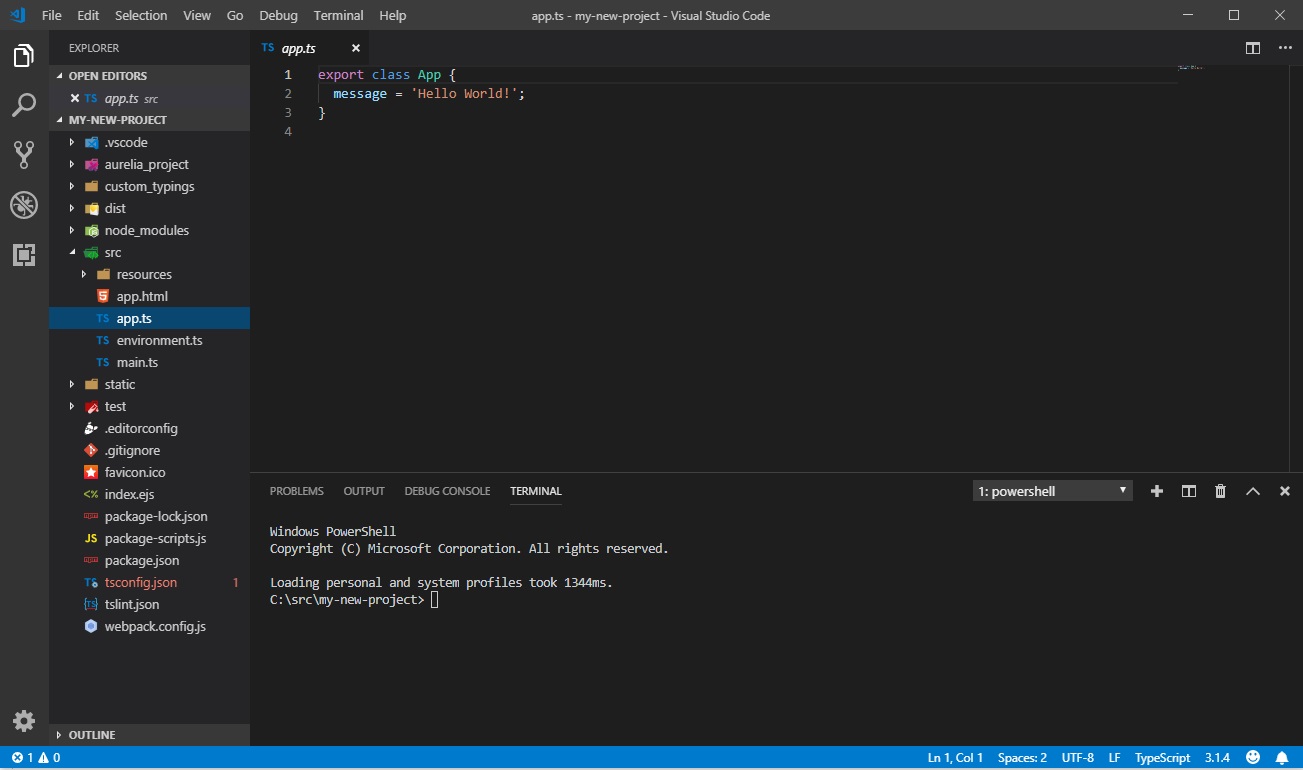 File Edit Selection View Go Debug Terminal Help
app.ts - my-new-project - Visual Studio Code
EXPLORER
OPEN EDITORS
TS app.ts src
MY-NEW-PROJECT
.vscode
aurelia_project
custom_typings
dist
node_modules
src
resources
app.html
TS app.ts
TS environment.ts
TS main.ts
static
test
.editorconfig
.gitignore
favicon.ico
<% index.ejs
package-lock.json
JS package-scripts.js
package.json
TS tsconfig.json 1
TS tslint.json
webpack.config.js
OUTLINE
TS app.ts
1 export class App {
2 message = 'Hello World!';
3 }
4
PROBLEMS OUTPUT DEBUG CONSOLE TERMINAL 1: powershell
Windows PowerShell
Copyright (C) Microsoft Corporation. All rights reserved.
Loading personal and system profiles took 1344ms.
C:\src\my-new-project>
1 0 Ln 1, Col 1 Spaces: 2 UTF-8 LF TypeScript 3.1.4